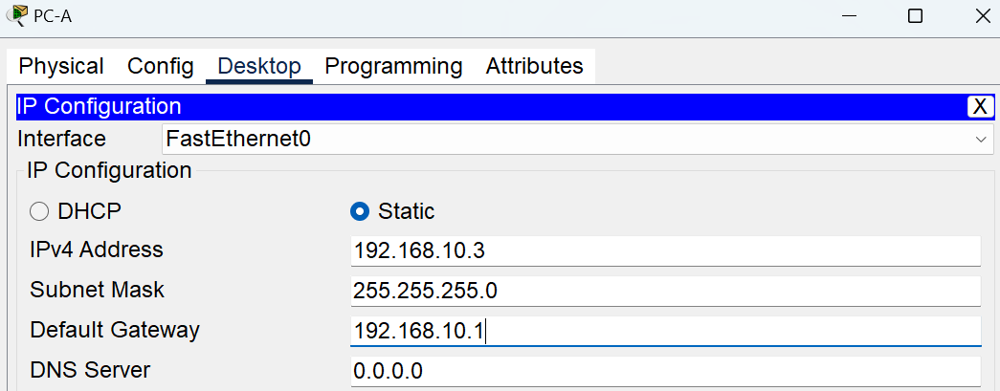 PC-A
Physical Config Desktop Programming Attributes
IP Configuration X
Interface FastEthernet0
IP Configuration
DHCP Static
IPv4 Address 192.168.10.3
Subnet Mask 255.255.255.0
Default Gateway 192.168.10.1
DNS Server 0.0.0.0